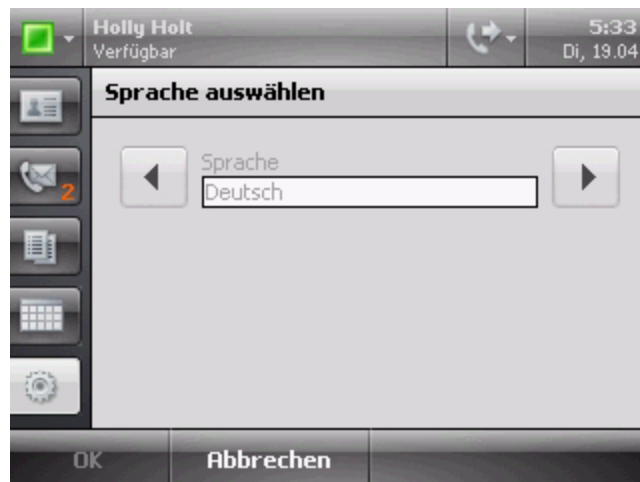 Holly Holt
Verfügbar
5:33
Di, 19.04
Sprache auswählen
2
Sprache
Deutsch
OK
Abbrechen